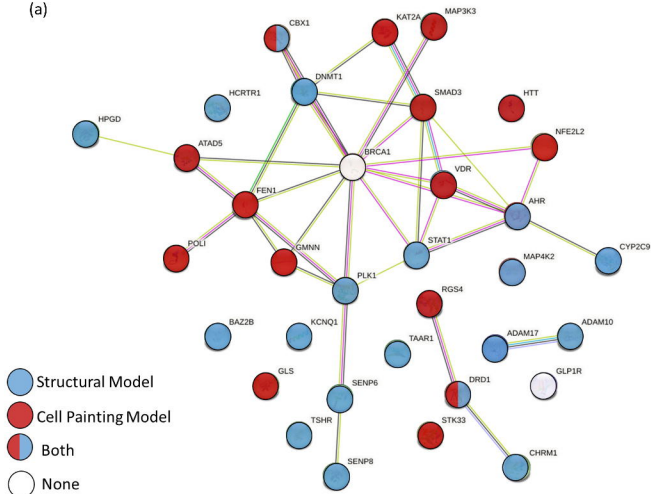 (a)
CBX1
KAT2A
MAP3K3
DNMT1
HCRTR1
SMAD3
HTT
HPGD
NFE2L2
ATAD5
BRCA1
VDR
FEN1
AHR
POLI
GMNN
STAT1
CYP2C9
MAP4K2
PLK1
RGS4
BAZ2B
KCNQ1
TAAR1
ADAM17
ADAM10
Structural Model
GLS
SENP6
DRD1
GLP1R
Cell Painting Model
TSHR
STK33
Both
CHRM1
SENP8
None